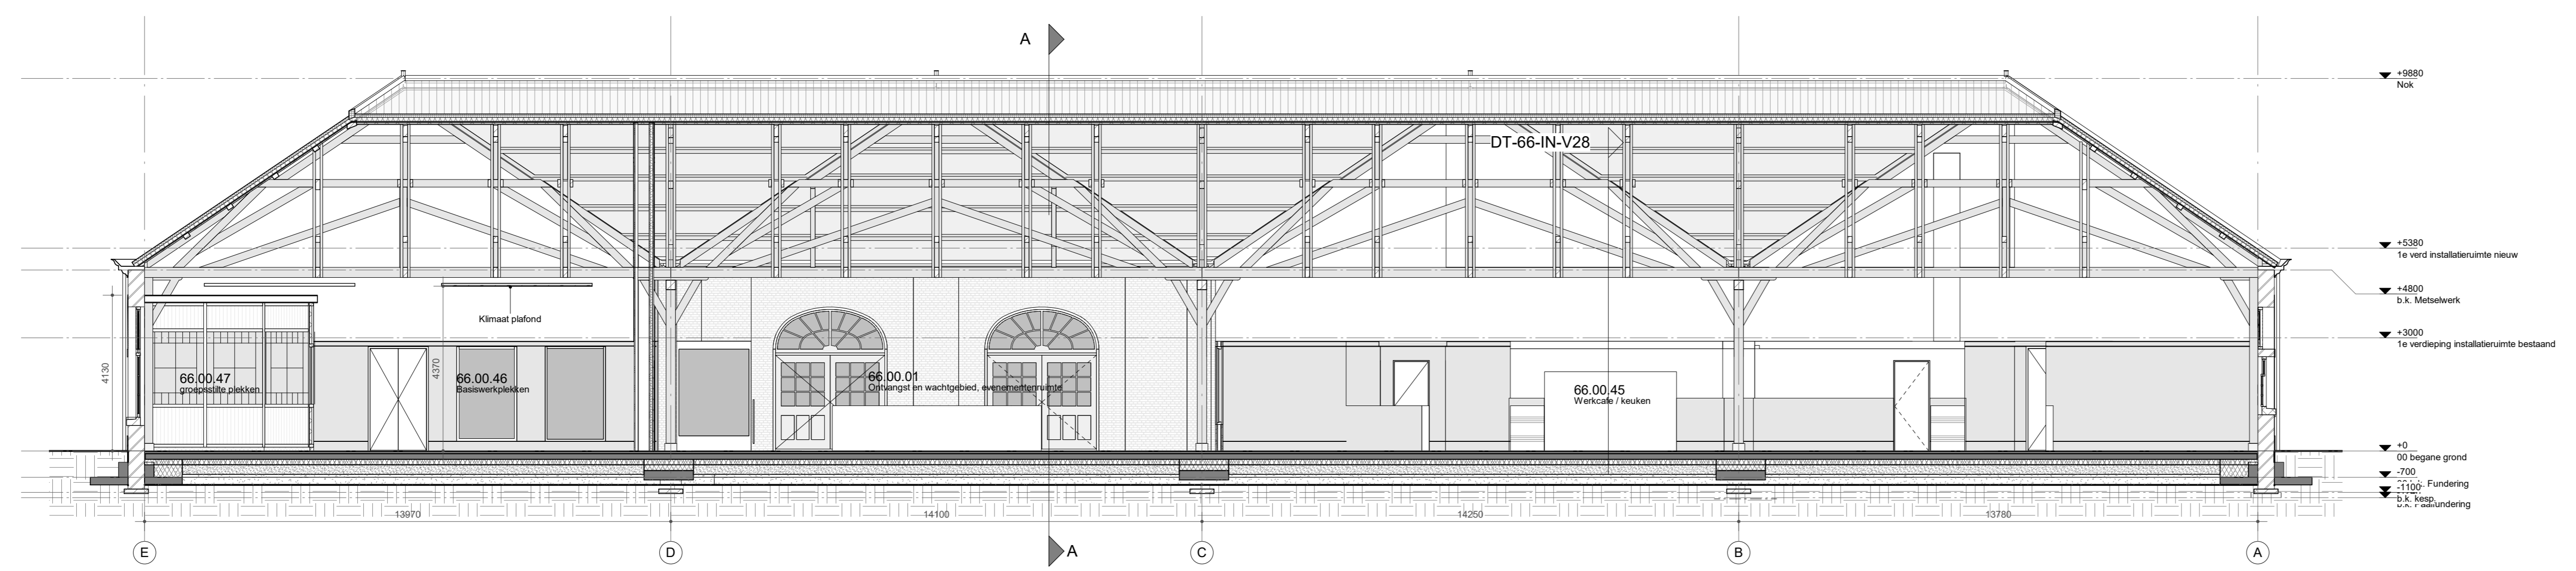 A
+9880
Nok
DT-66-IN-V28
+5380
1e verd installatieruimte nieuw
+4800
b.k. Metselwerk
Klimaat plafond
+3000
1e verdieping installatieruimte bestaand
4130
4370
66.00.47
groepsstilte plekken
66.00.46
Basiswerkplekken
66.00.01
Ontvangst en wachtgebied, evenementenruimte
66.00.45
Werkcafe / keuken
+0
00 begane grond
-700
Fundering
-1100
b.k. kesp
b.k. Paalfundering
13970
14100
14250
13780
E
D
A
C
B
A